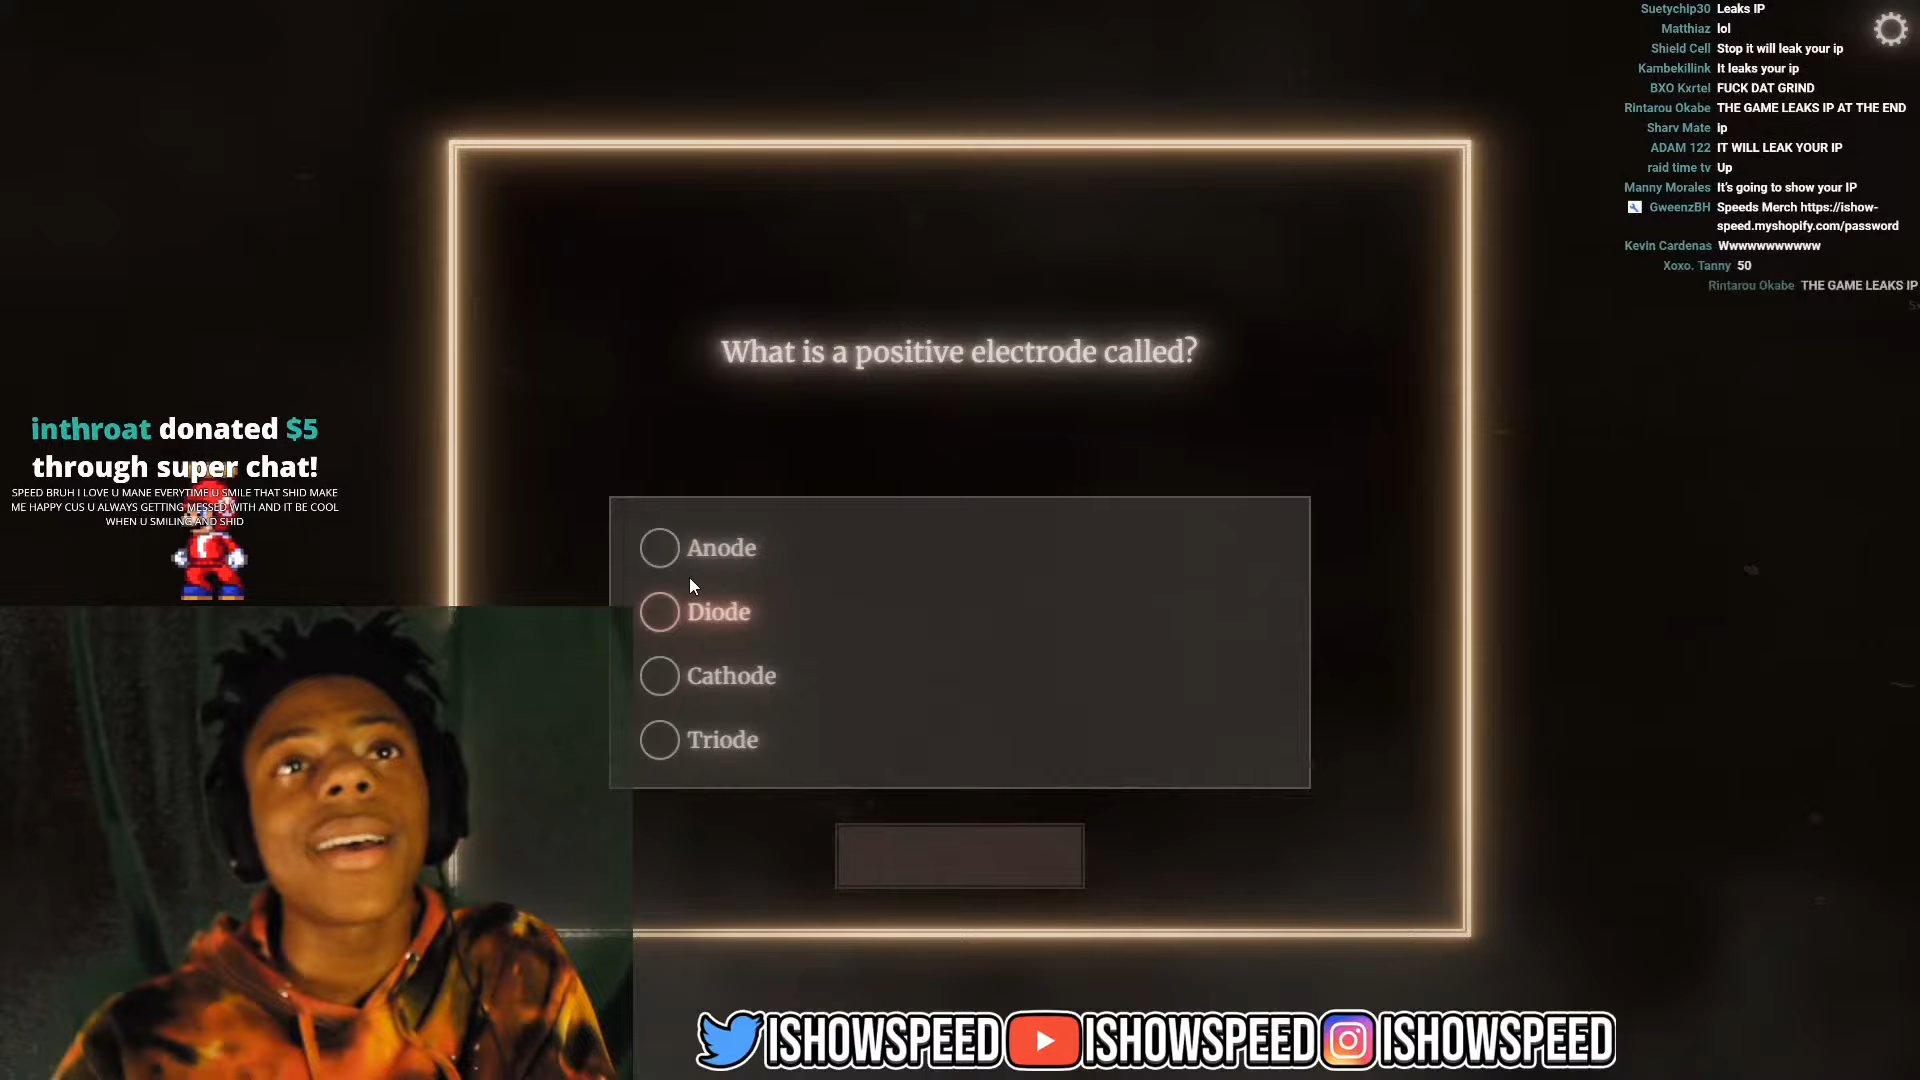 Suetychip30 Leaks IP
Matthiaz lol
Shield Cell Stop it will leak your ip
Kambekillink It leaks your ip
BXO Kxrtel FUCK DAT GRIND
Rintarou Okabe THE GAME LEAKS IP AT THE END
Sharv Mate ip
ADAM 122 IT WILL LEAK YOUR IP
raid time tv Up
Manny Morales It's going to show your IP
GweenzBH Speeds Merch https://ishow-
speed.myshopify.com/password
Kevin Cardenas Wwwwwwwwwww
Xoxo. Tanny 50
Rintarou Okabe THE GAME LEAKS IP
What is a positive electrode called?
inthroat donated $5
through super chat!
SPEED BRUH I LOVE U MANE EVERYTIME U SMILE THAT SHID MAKE
ME HAPPY CUS U ALWAYS GETTING MESSED WITH AND IT BE COOL
WHEN U SMILING AND SHID
Anode
Diode
Cathode
Triode
ISHOWSPEED ISHOWSPEED ISHOWSPEED